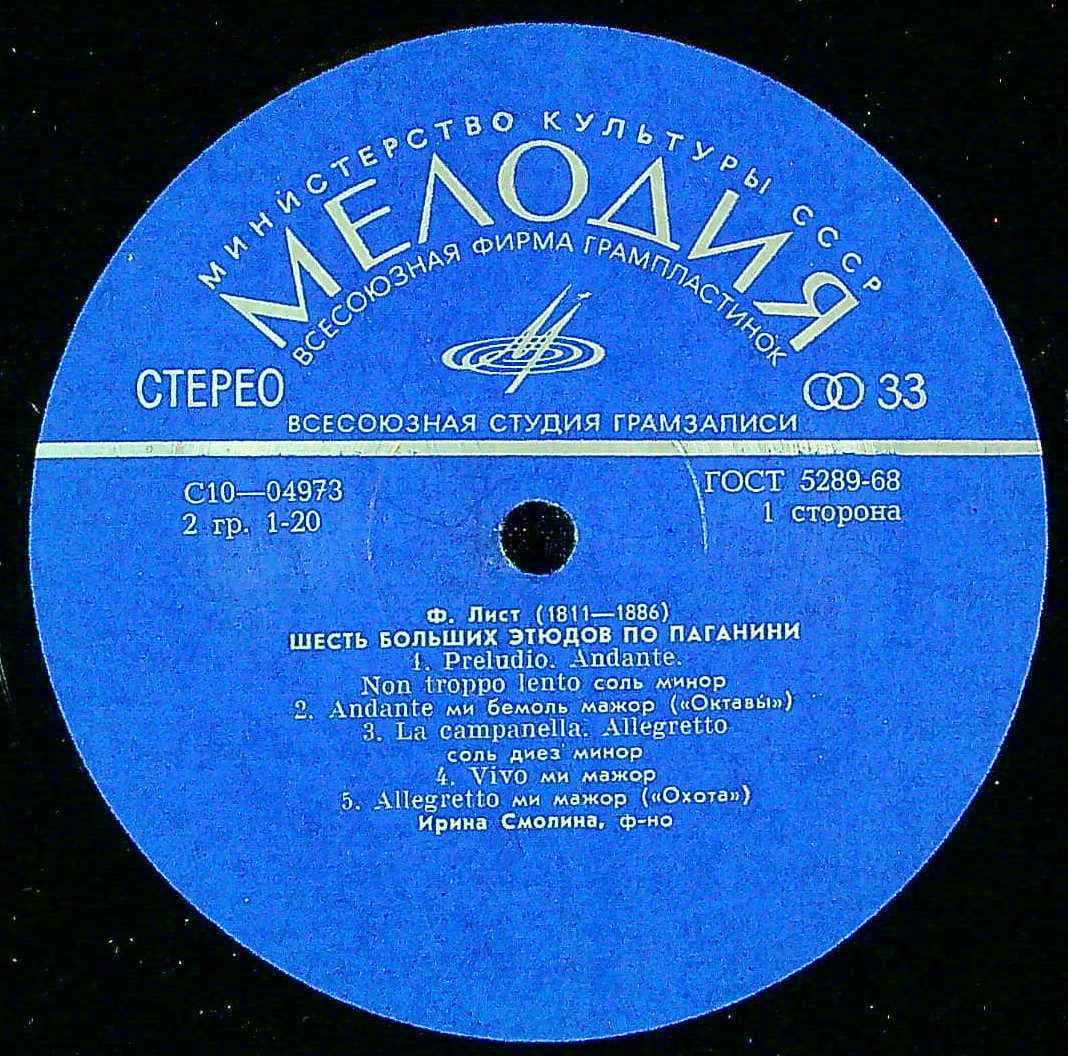 МИНИСТЕРСТВО КУЛЬТУРЫ СССР
МЕЛОДИЯ
ВСЕСОЮЗНАЯ ФИРМА ГРАМПЛАСТИНОК
СТЕРЕО
33
ВСЕСОЮЗНАЯ СТУДИЯ ГРАМЗАПИСИ
С10—04973
ГОСТ 5289-68
2 гр. 1-20
1 сторона
Ф. Лист (1811—1886)
ШЕСТЬ БОЛЬШИХ ЭТЮДОВ ПО ПАГАНИНИ
1. Preludio. Andante.
Non troppo lento соль минор
2. Andante ми бемоль мажор («Октавы»)
3. La campanella. Allegretto
соль диез минор
4. Vivo ми мажор
5. Allegretto ми мажор («Охота»)
Ирина Смолина, ф-но